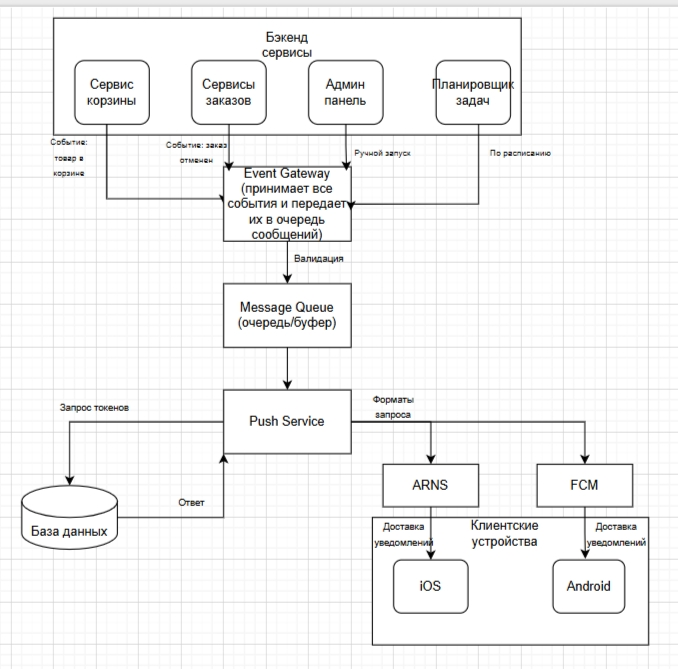 Бэкенд
сервисы
Сервис
корзины
Сервисы
заказов
Админ
панель
Планировщик
задач
Событие:
товар в
корзине
Событие: заказ
отменен
Ручной запуск
По расписанию
Event Gateway
(принимает все
события и передает
их в очередь
сообщений)
Валидация
Message Queue
(очередь/буфер)
Push Service
Запрос токенов
Форматы
запроса
База данных
Ответ
ARNS
FCM
Клиентские
устройства
Доставка
уведомлений
Доставка
уведомлений
iOS
Android